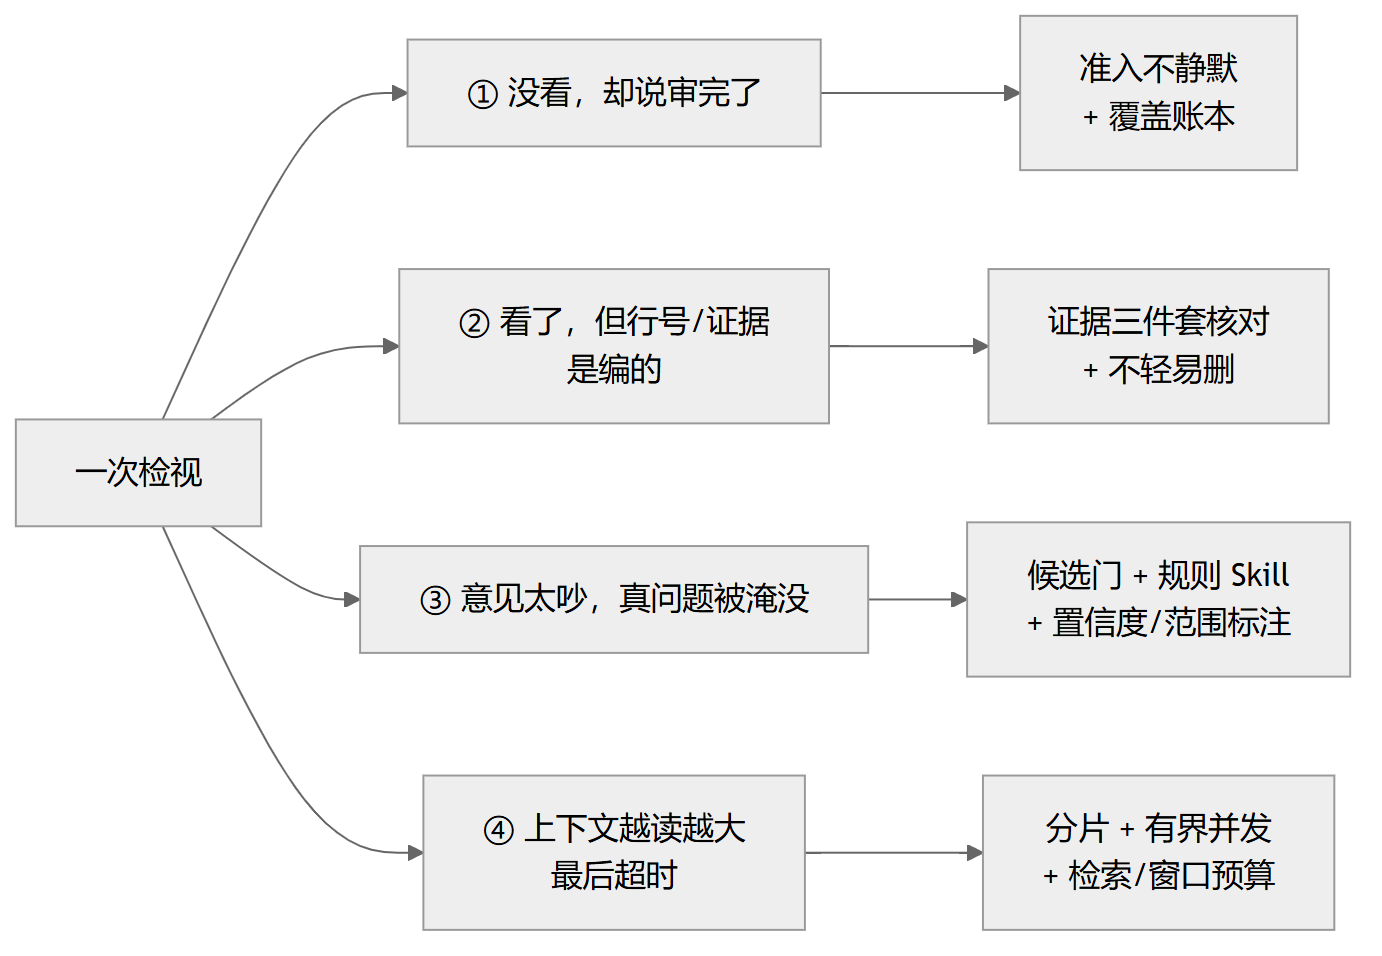 一次检视
① 没看，却说审完了
准入不静默
+ 覆盖账本
② 看了，但行号/证据
是编的
证据三件套核对
+ 不轻易删
③ 意见太吵，真问题被淹没
候选门 + 规则 Skill
+ 置信度/范围标注
④ 上下文越读越大
最后超时
分片 + 有界并发
+ 检索/窗口预算